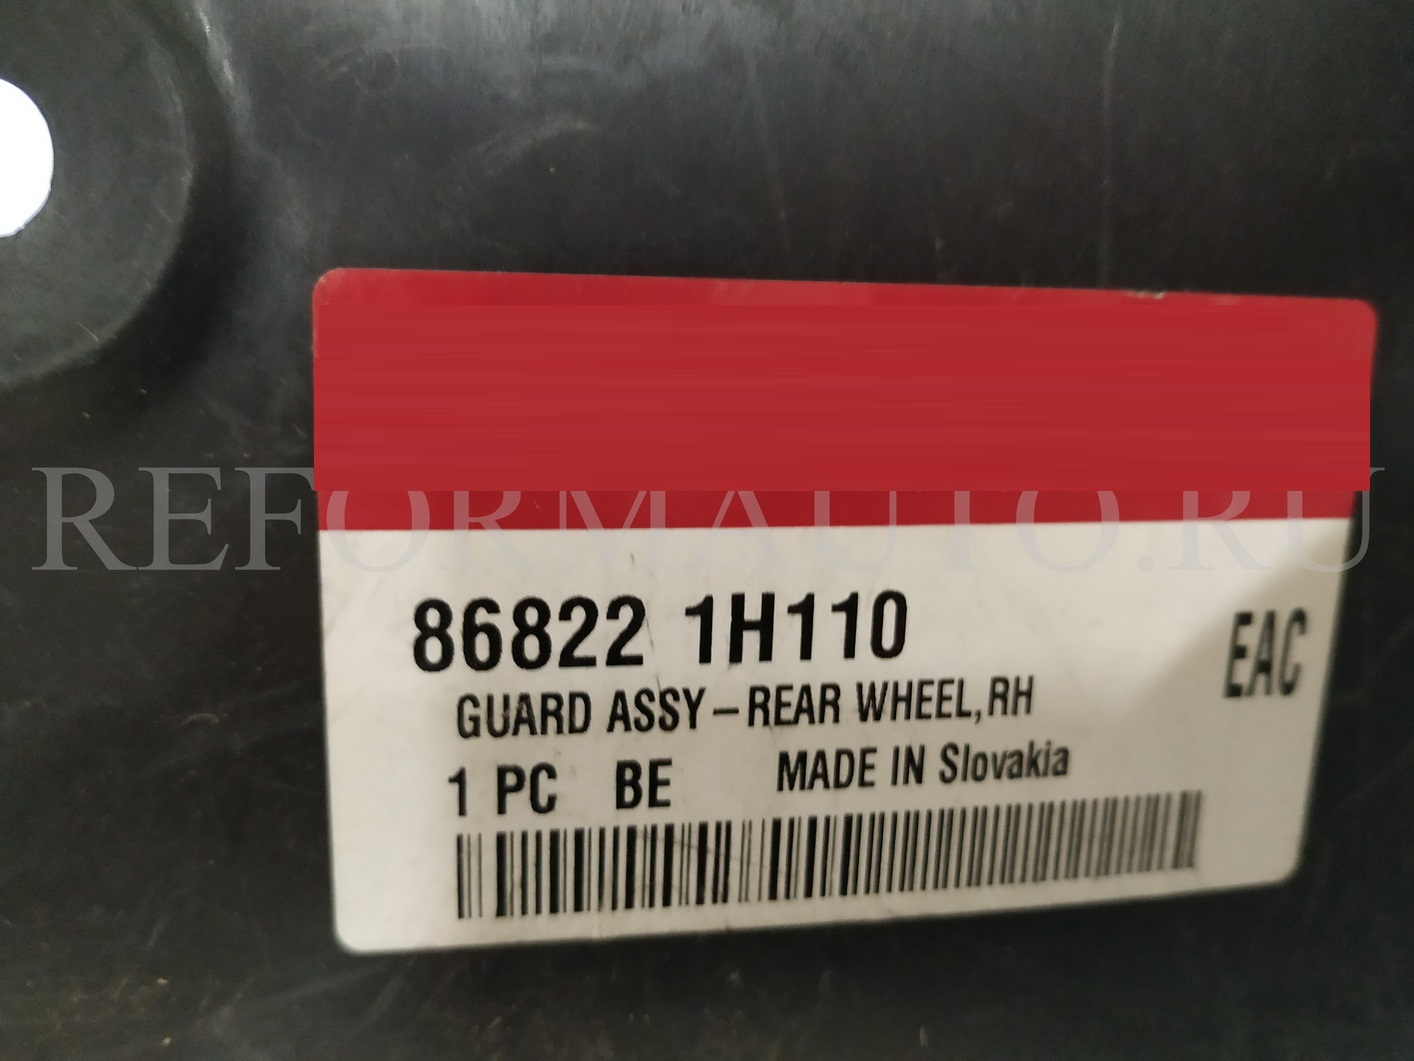 REFORMAUTO.RU
86822 1H110
EAC
GUARD ASSY-REAR WHEEL, RH
1 PC BE MADE IN Slovakia